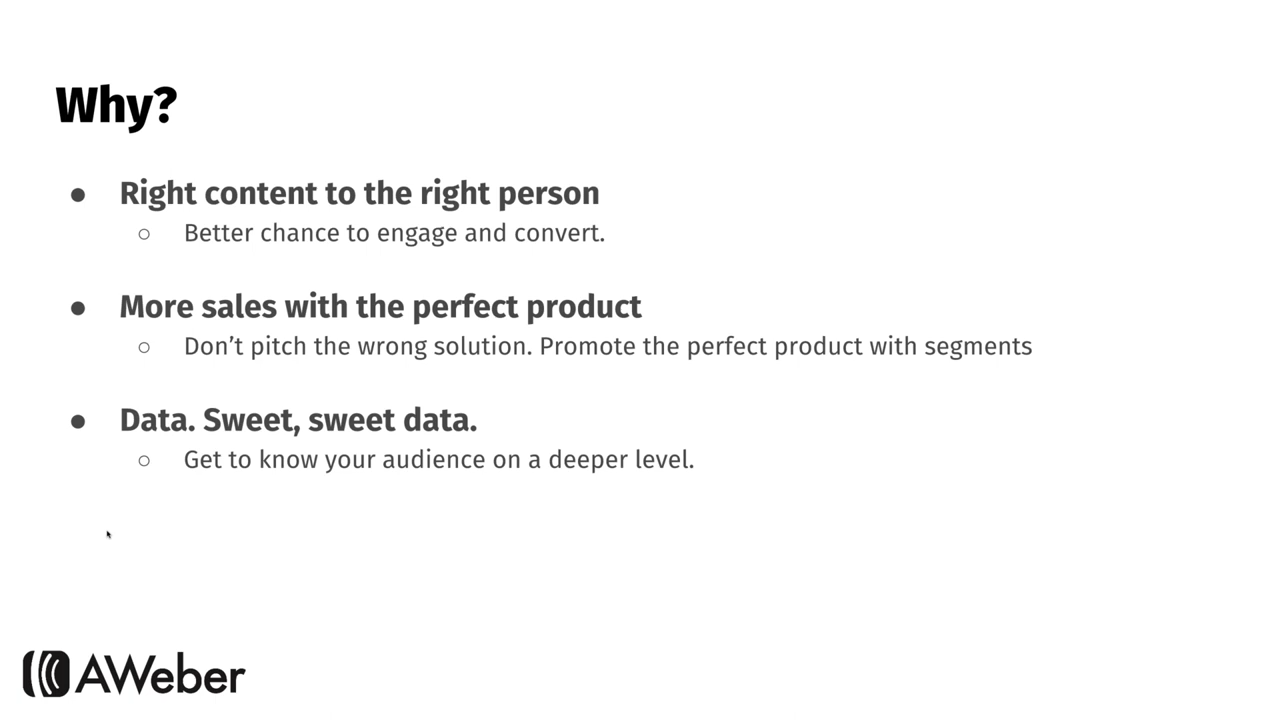 Why?
● Right content to the right person
○ Better chance to engage and convert.
● More sales with the perfect product
○ Don’t pitch the wrong solution. Promote the perfect product with segments
● Data. Sweet, sweet data.
○ Get to know your audience on a deeper level.
AWeber